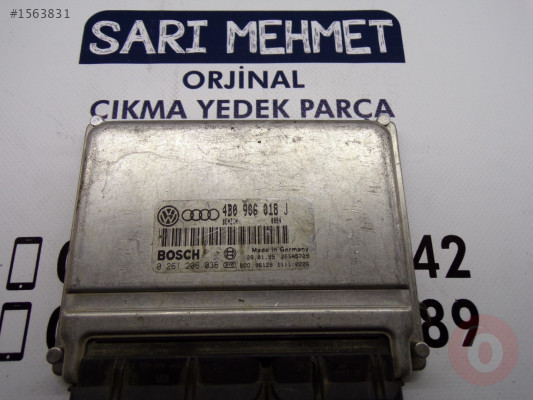 #1563831
SARI MEHMET
ORJİNAL
ÇIKMA YEDEK PARÇA
4B0 906 018 J
BOSCH
Made in Germany
0 261 206 036
42
89